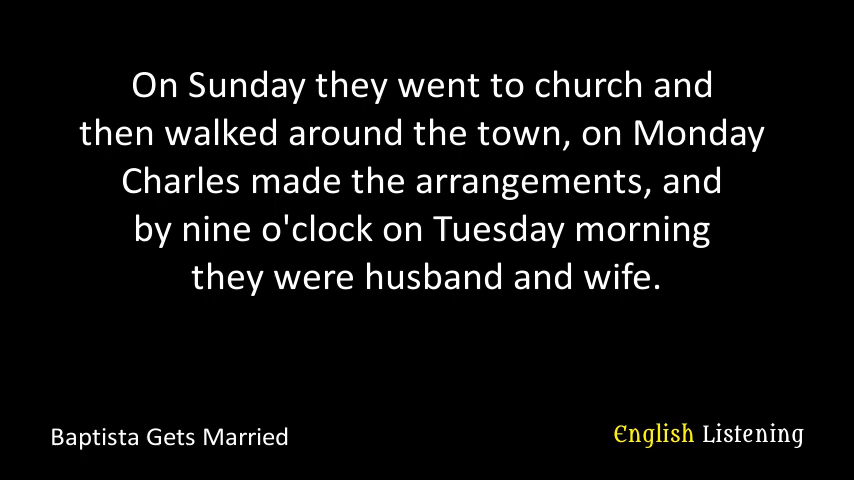 On Sunday they went to church and
then walked around the town, on Monday
Charles made the arrangements, and
by nine o'clock on Tuesday morning
they were husband and wife.
Baptista Gets Married
English Listening